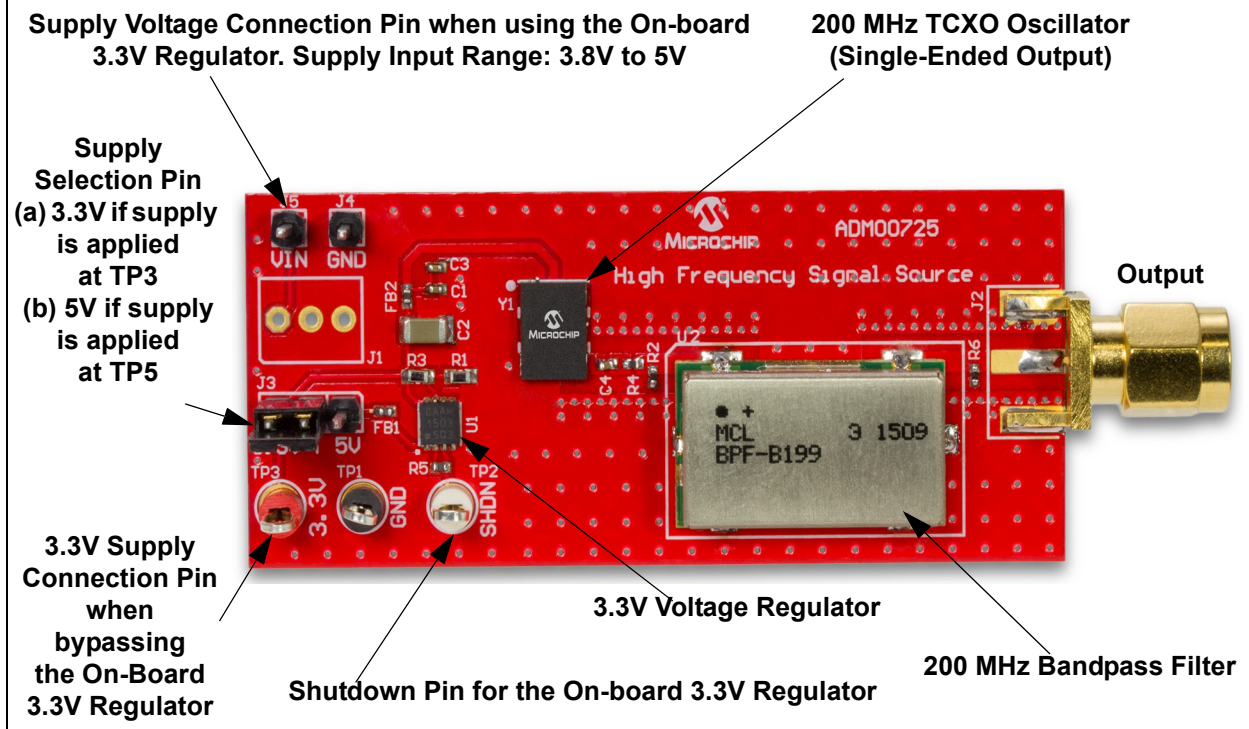 Supply Voltage Connection Pin when using the On-board
3.3V Regulator. Supply Input Range: 3.8V to 5V
200 MHz TCXO Oscillator
(Single-Ended Output)
Supply
Selection Pin
(a) 3.3V if supply
is applied
at TP3
(b) 5V if supply
is applied
at TP5
J4
VIN GND
MICROCHIP
ADM00725
High Frequency Signal Source
Output
C3
C1
FB2
C2
Y1
MICROCHIP
J2
U2
J1
R3 R1
C4
R4
R2
R6
J3
5V
FB1
U1
MCL 3 1509
BPF-B199
R5
TP3 TP1 TP2
3.3V
GND
SHDN
3.3V Supply
Connection Pin
when
bypassing
the On-Board
3.3V Regulator
3.3V Voltage Regulator
Shutdown Pin for the On-board 3.3V Regulator
200 MHz Bandpass Filter